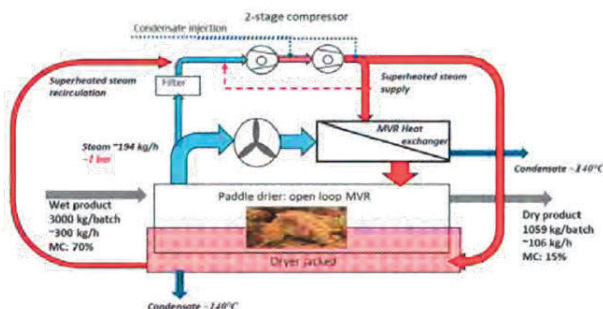 2-stage compressor
Condensate injection
Superheated steam
recirculation
Filter
Superheated steam
supply
Steam ~194 kg/h
~1 bar
MVR Heat
exchanger
Condensate ~140°C
Wet product
3000 kg/batch
~300 kg/h
MC: 70%
Paddle drier: open loop MVR
Dry product
1059 kg/batch
~106 kg/h
MC: 15%
Dryer jacked
Condensate ~140°C